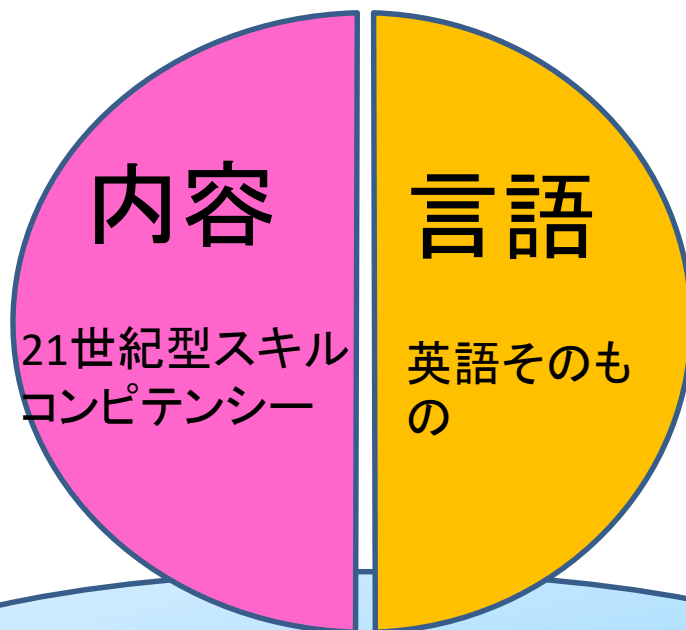 内容
21世紀型スキル
コンピテンシー
言語
英語そのも
の